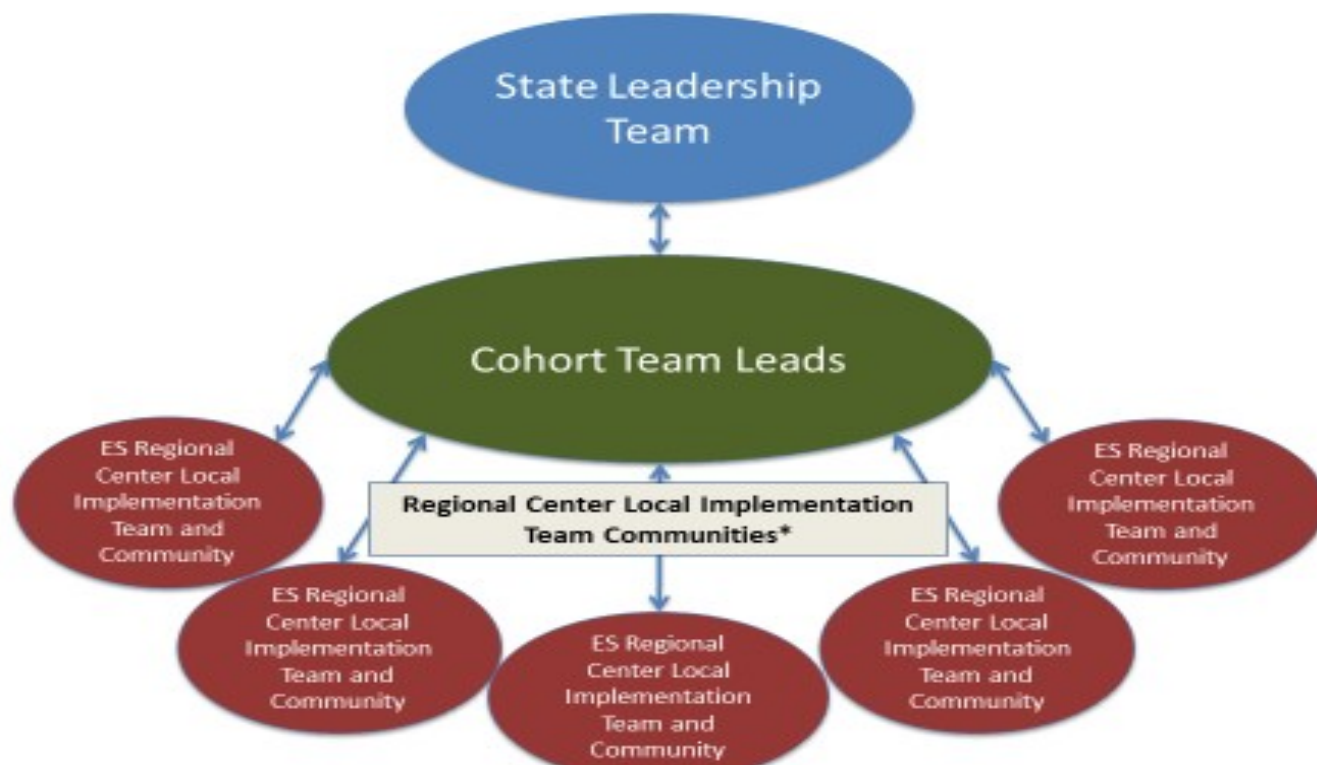 State Leadership
Team
Cohort Team Leads
ES Regional
Center Local
Implementation
Team and
Community
ES Regional
Center Local
Implementation
Team and
Community
Regional Center Local Implementation
Team Communities*
ES Regional
Center Local
Implementation
Team and
Community
ES Regional
Center Local
Implementation
Team and
Community
ES Regional
Center Local
Implementation
Team and
Community